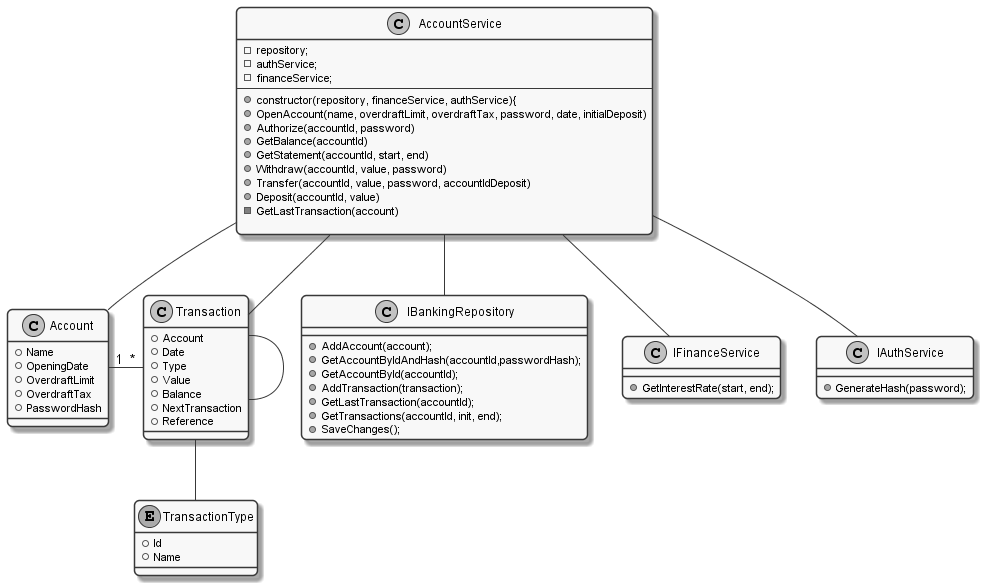 C AccountService
repository;
authService;
financeService;
constructor(repository, financeService, authService){
OpenAccount(name, overdraftLimit, overdraftTax, password, date, initialDeposit)
Authorize(accountId, password)
GetBalance(accountId)
GetStatement(accountId, start, end)
Withdraw(accountId, value, password)
Transfer(accountId, value, password, accountIdDeposit)
Deposit(accountId, value)
GetLastTransaction(account)
C Account
Name
OpeningDate
OverdraftLimit
OverdraftTax
PasswordHash
1 *
C Transaction
Account
Date
Type
Value
Balance
NextTransaction
Reference
C IBankingRepository
AddAccount(account);
GetAccountByIdAndHash(accountId,passwordHash);
GetAccountById(accountId);
AddTransaction(transaction);
GetLastTransaction(accountId);
GetTransactions(accountId, init, end);
SaveChanges();
C IFinanceService
GetInterestRate(start, end);
C IAuthService
GenerateHash(password);
E TransactionType
Id
Name